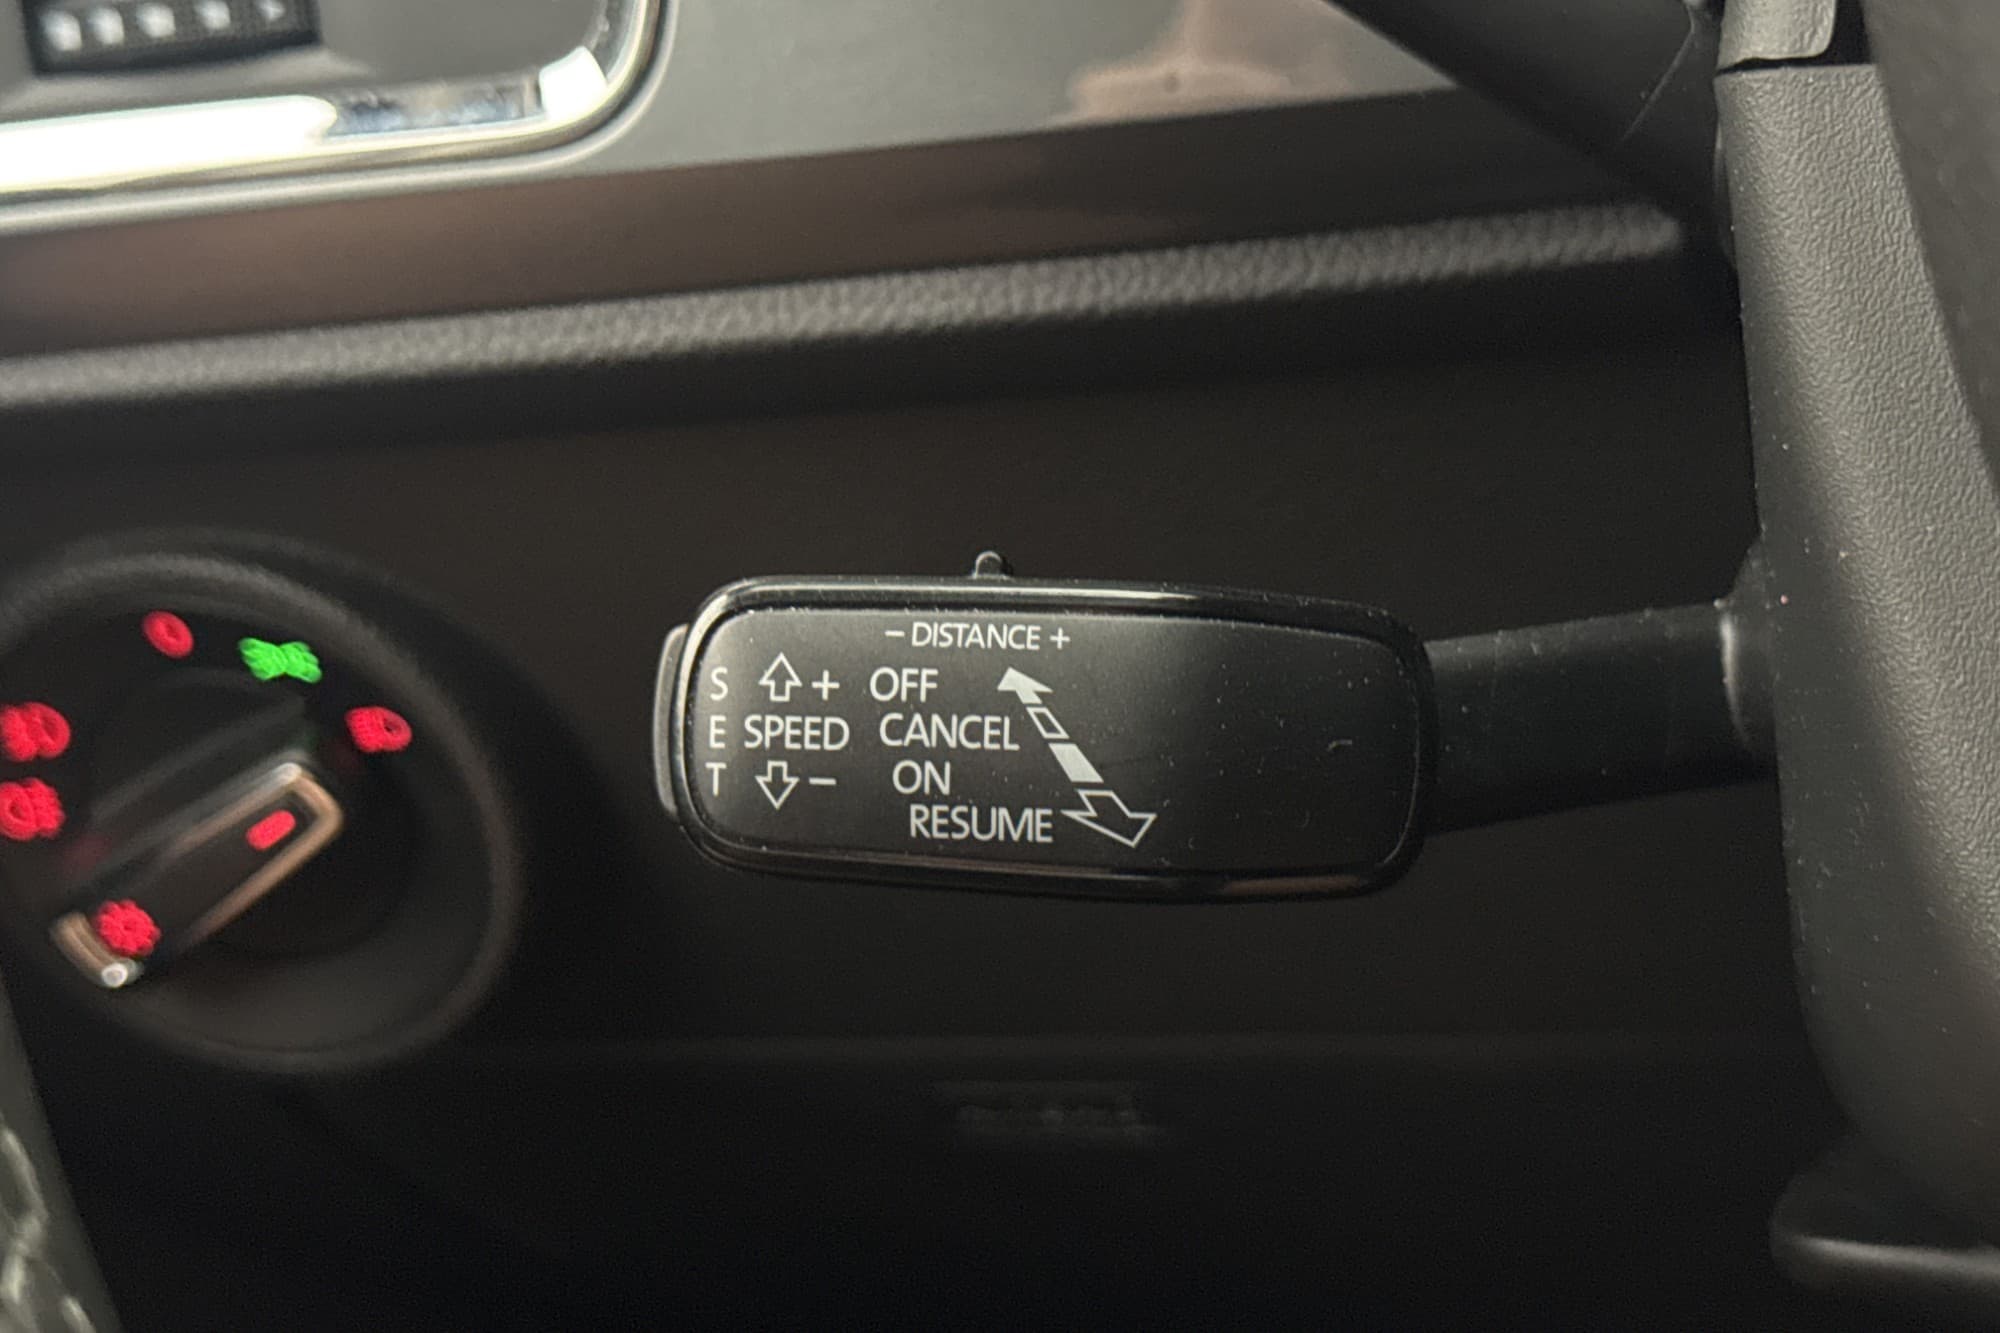 − DISTANCE +
S + OFF
E SPEED CANCEL
T − ON
RESUME